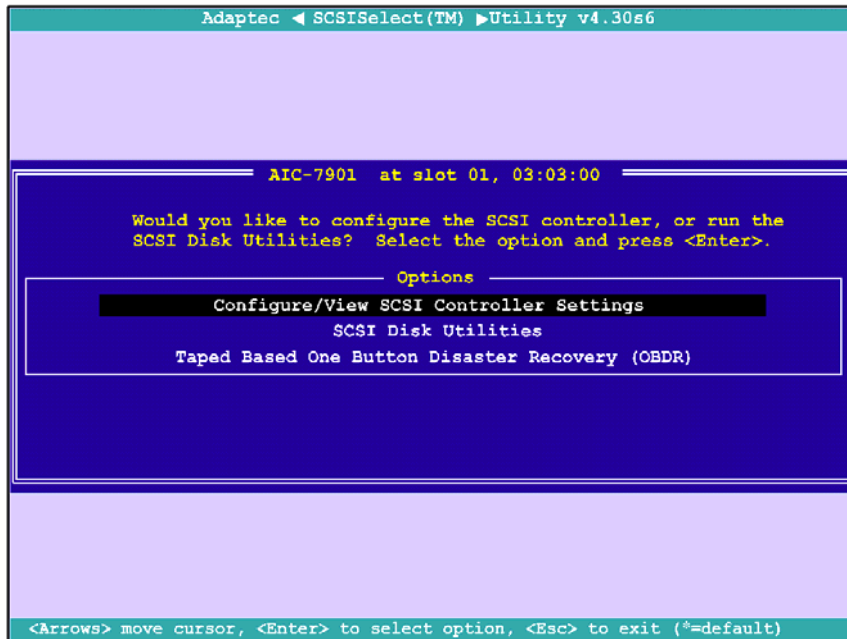 Adaptec ◀ SCSISelect(TM) ▶Utility v4.30s6
AIC-7901 at slot 01, 03:03:00
Would you like to configure the SCSI controller, or run the
SCSI Disk Utilities? Select the option and press <Enter>.
Options
Configure/View SCSI Controller Settings
SCSI Disk Utilities
Taped Based One Button Disaster Recovery (OBDR)
<Arrows> move cursor, <Enter> to select option, <Esc> to exit (*=default)